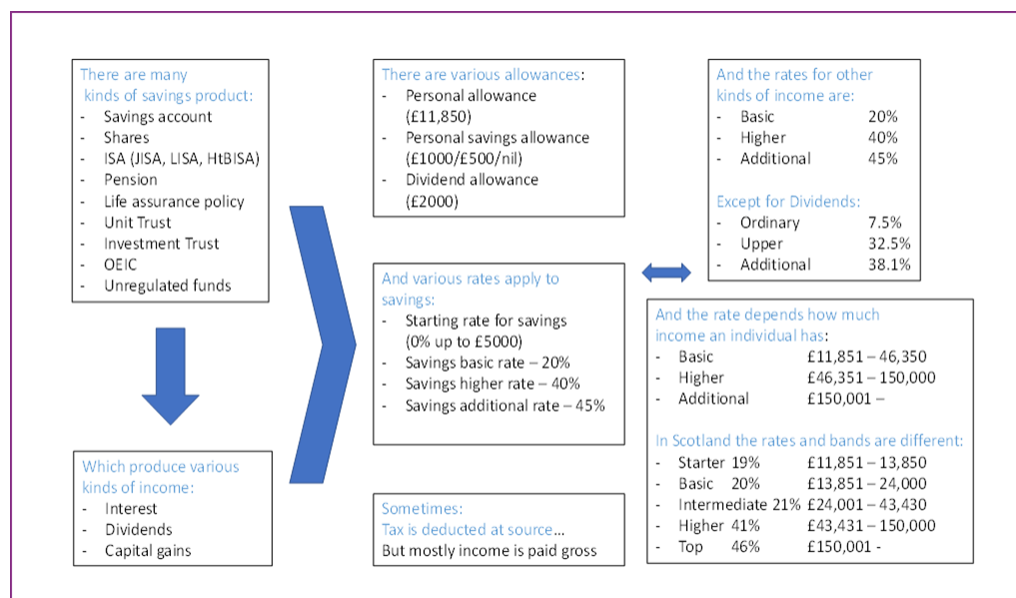 There are many
kinds of savings product:
- Savings account
- Shares
- ISA (JISA, LISA, HtBISA)
- Pension
- Life assurance policy
- Unit Trust
- Investment Trust
- OEIC
- Unregulated funds
Which produce various
kinds of income:
- Interest
- Dividends
- Capital gains
There are various allowances:
- Personal allowance
(£11,850)
- Personal savings allowance
(£1000/£500/nil)
- Dividend allowance
(£2000)
And various rates apply to
savings:
- Starting rate for savings
(0% up to £5000)
- Savings basic rate – 20%
- Savings higher rate – 40%
- Savings additional rate – 45%
Sometimes:
Tax is deducted at source...
But mostly income is paid gross
And the rates for other
kinds of income are:
- Basic 20%
- Higher 40%
- Additional 45%
Except for Dividends:
- Ordinary 7.5%
- Upper 32.5%
- Additional 38.1%
And the rate depends how much
income an individual has:
- Basic £11,851 – 46,350
- Higher £46,351 – 150,000
- Additional £150,001 –
In Scotland the rates and bands are different:
- Starter 19% £11,851 – 13,850
- Basic 20% £13,851 – 24,000
- Intermediate 21% £24,001 – 43,430
- Higher 41% £43,431 – 150,000
- Top 46% £150,001 -